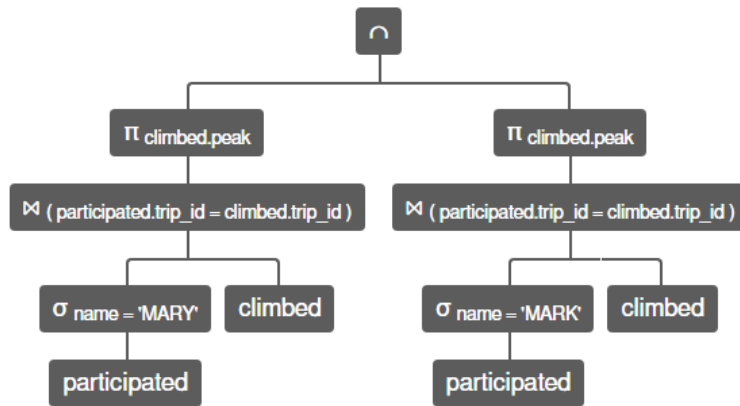 ∩
π climbed.peak π climbed.peak
⋈ ( participated.trip_id = climbed.trip_id ) ⋈ ( participated.trip_id = climbed.trip_id )
σ name = 'MARY' climbed σ name = 'MARK' climbed
participated participated